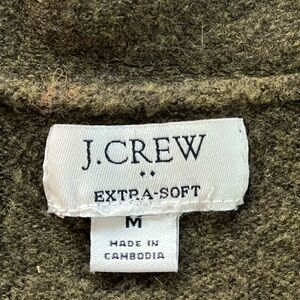 J.CREW
EXTRA-SOFT
M
MADE IN
CAMBODIA